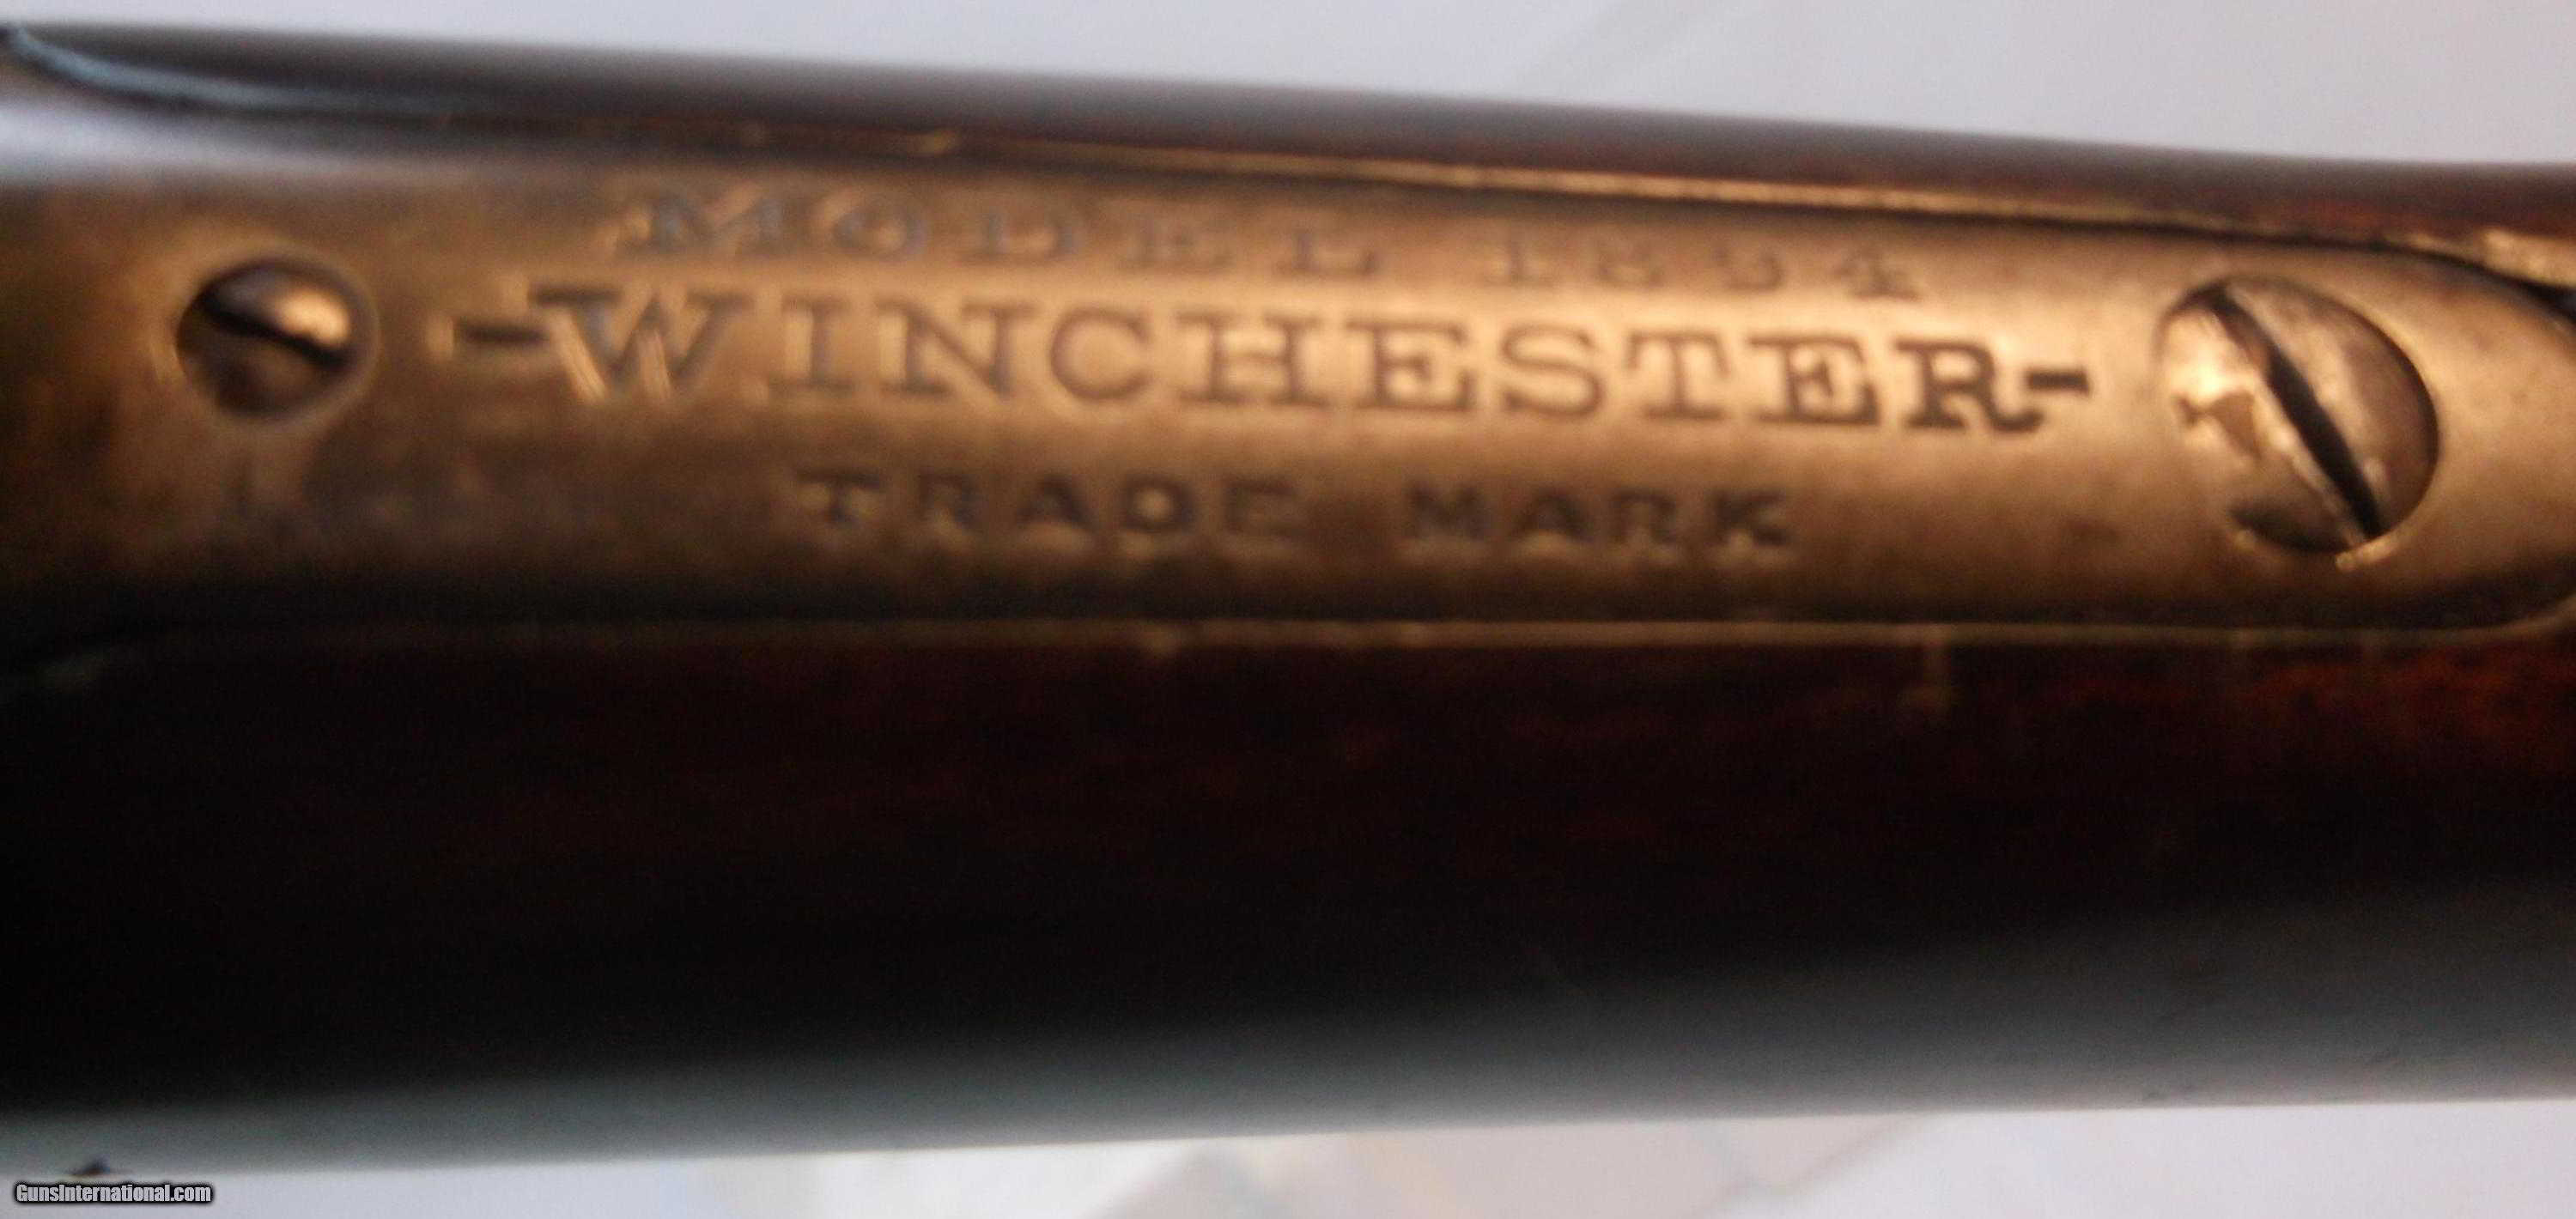 MODEL 1894
-WINCHESTER-
TRADE MARK
GunsInternational.com